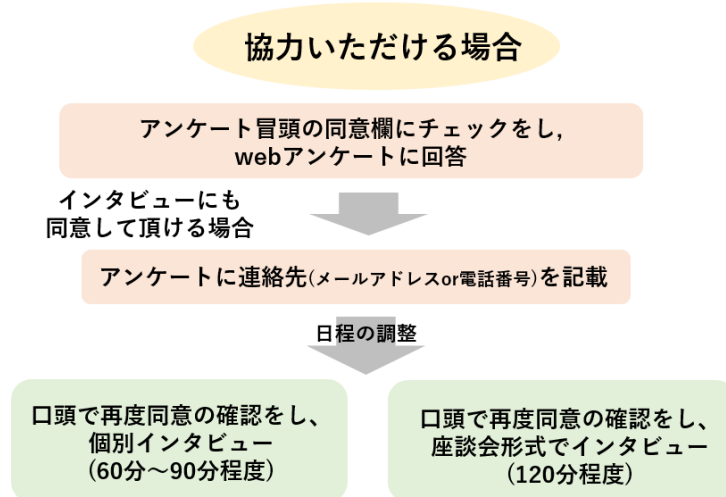 協力いただける場合
アンケート冒頭の同意欄にチェックをし,
webアンケートに回答
インタビューにも
同意して頂ける場合
アンケートに連絡先(メールアドレスor電話番号)を記載
日程の調整
口頭で再度同意の確認をし、
個別インタビュー
(60分～90分程度)
口頭で再度同意の確認をし、
座談会形式でインタビュー
(120分程度)